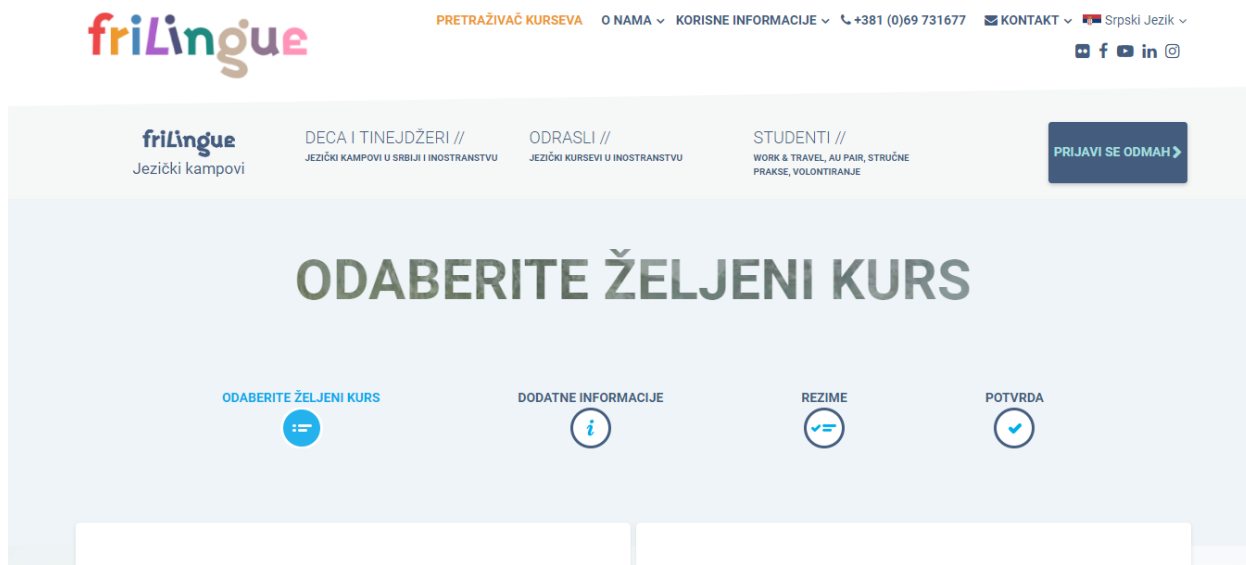 friLingue
PRETRAŽIVAČ KURSEVA O NAMA KORISNE INFORMACIJE +381 (0)69 731677 KONTAKT Srpski Jezik
friLingue
Jezički kampovi
DECA I TINEJDŽERI //
JEZIČKI KAMPOVI U SRBIJI I INOSTRANSTVU
ODRASLI //
JEZIČKI KURSEVI U INOSTRANSTVU
STUDENTI //
WORK & TRAVEL, AU PAIR, STRUČNE
PRAKSE, VOLONTIRANJE
PRIJAVI SE ODMAH
ODABERITE ŽELJENI KURS
ODABERITE ŽELJENI KURS
DODATNE INFORMACIJE
REZIME
POTVRDA